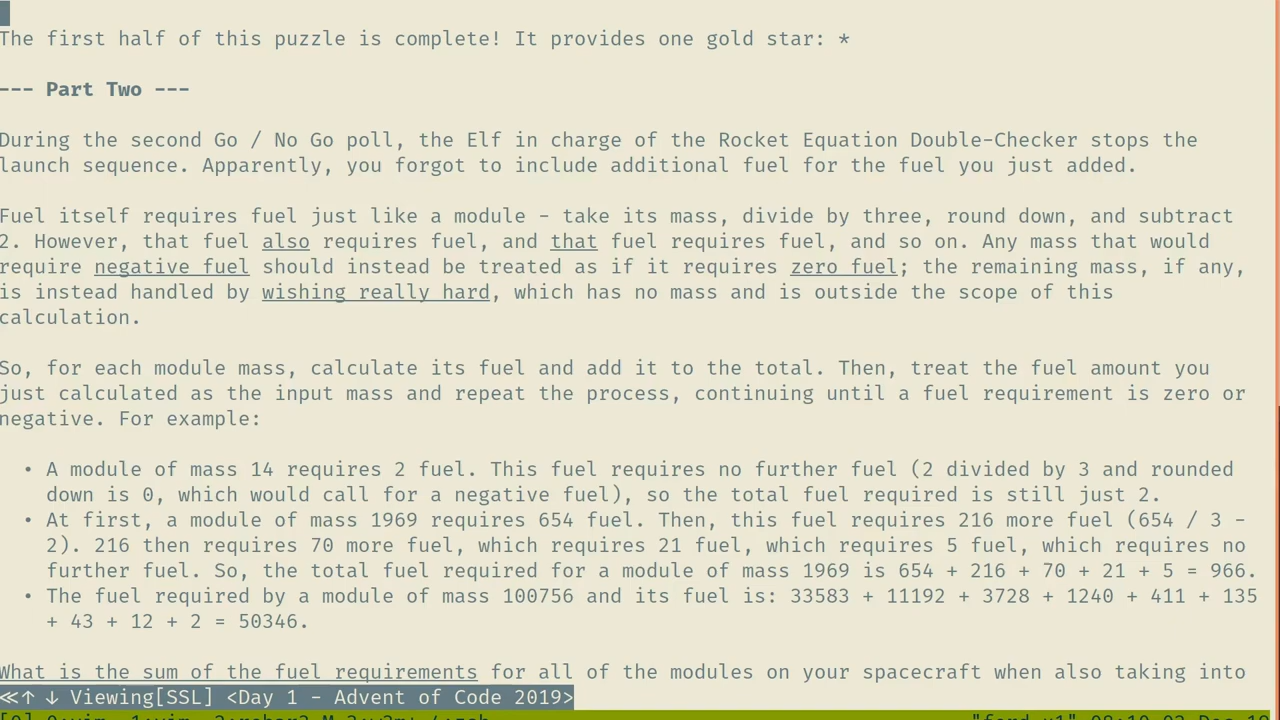 The first half of this puzzle is complete! It provides one gold star: *
--- Part Two ---
During the second Go / No Go poll, the Elf in charge of the Rocket Equation Double-Checker stops the
launch sequence. Apparently, you forgot to include additional fuel for the fuel you just added.
Fuel itself requires fuel just like a module - take its mass, divide by three, round down, and subtract
2. However, that fuel also requires fuel, and that fuel requires fuel, and so on. Any mass that would
require negative fuel should instead be treated as if it requires zero fuel; the remaining mass, if any,
is instead handled by wishing really hard, which has no mass and is outside the scope of this
calculation.
So, for each module mass, calculate its fuel and add it to the total. Then, treat the fuel amount you
just calculated as the input mass and repeat the process, continuing until a fuel requirement is zero or
negative. For example:
• A module of mass 14 requires 2 fuel. This fuel requires no further fuel (2 divided by 3 and rounded
down is 0, which would call for a negative fuel), so the total fuel required is still just 2.
• At first, a module of mass 1969 requires 654 fuel. Then, this fuel requires 216 more fuel (654 / 3 -
2). 216 then requires 70 more fuel, which requires 21 fuel, which requires 5 fuel, which requires no
further fuel. So, the total fuel required for a module of mass 1969 is 654 + 216 + 70 + 21 + 5 = 966.
• The fuel required by a module of mass 100756 and its fuel is: 33583 + 11192 + 3728 + 1240 + 411 + 135
+ 43 + 12 + 2 = 50346.
What is the sum of the fuel requirements for all of the modules on your spacecraft when also taking into
≪↑ ↓ Viewing[SSL] <Day 1 - Advent of Code 2019>